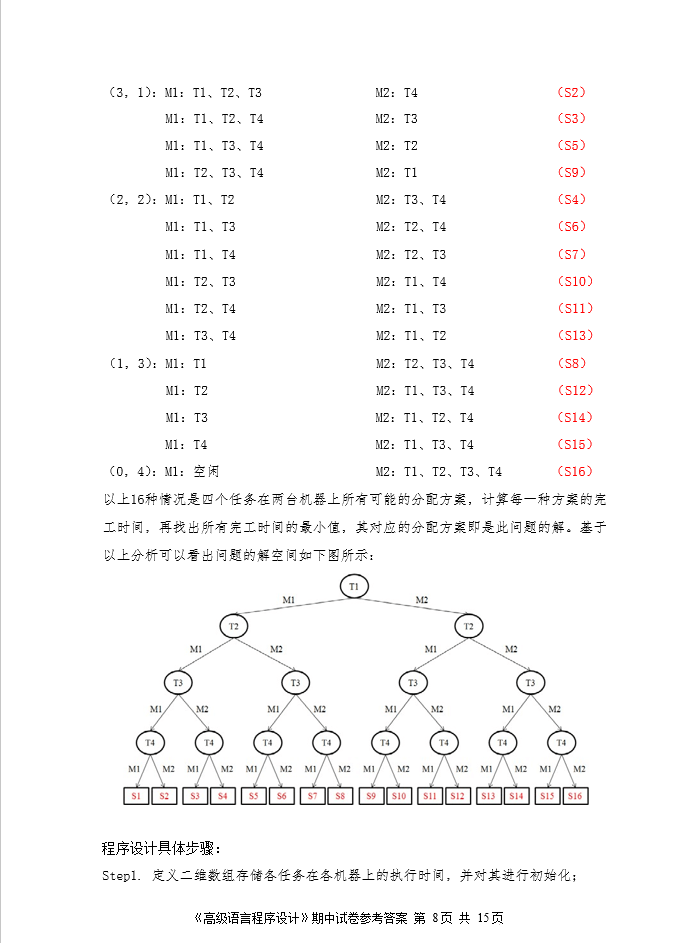 (3, 1): M1: T1、T2、T3 M2: T4 (S2)
M1: T1、T2、T4 M2: T3 (S3)
M1: T1、T3、T4 M2: T2 (S5)
M1: T2、T3、T4 M2: T1 (S9)
(2, 2): M1: T1、T2 M2: T3、T4 (S4)
M1: T1、T3 M2: T2、T4 (S6)
M1: T1、T4 M2: T2、T3 (S7)
M1: T2、T3 M2: T1、T4 (S10)
M1: T2、T4 M2: T1、T3 (S11)
M1: T3、T4 M2: T1、T2 (S13)
(1, 3): M1: T1 M2: T2、T3、T4 (S8)
M1: T2 M2: T1、T3、T4 (S12)
M1: T3 M2: T1、T2、T4 (S14)
M1: T4 M2: T1、T3、T4 (S15)
(0, 4): M1: 空闲 M2: T1、T2、T3、T4 (S16)
以上16种情况是四个任务在两台机器上所有可能的分配方案，计算每一种方案的完
工时间，再找出所有完工时间的最小值，其对应的分配方案即是此问题的解。基于
以上分析可以看出问题的解空间如下图所示：
T1
M1 M2
T2 T2
M1 M2 M1 M2
T3 T3 T3 T3
M1 M2 M1 M2 M1 M2 M1 M2
T4 T4 T4 T4 T4 T4 T4 T4
M1 M2 M1 M2 M1 M2 M1 M2 M1 M2 M1 M2 M1 M2 M1 M2
S1 S2 S3 S4 S5 S6 S7 S8 S9 S10 S11 S12 S13 S14 S15 S16
程序设计具体步骤：
Step1. 定义二维数组存储各任务在各机器上的执行时间，并对其进行初始化；
《高级语言程序设计》期中试卷参考答案 第 8页 共 15页